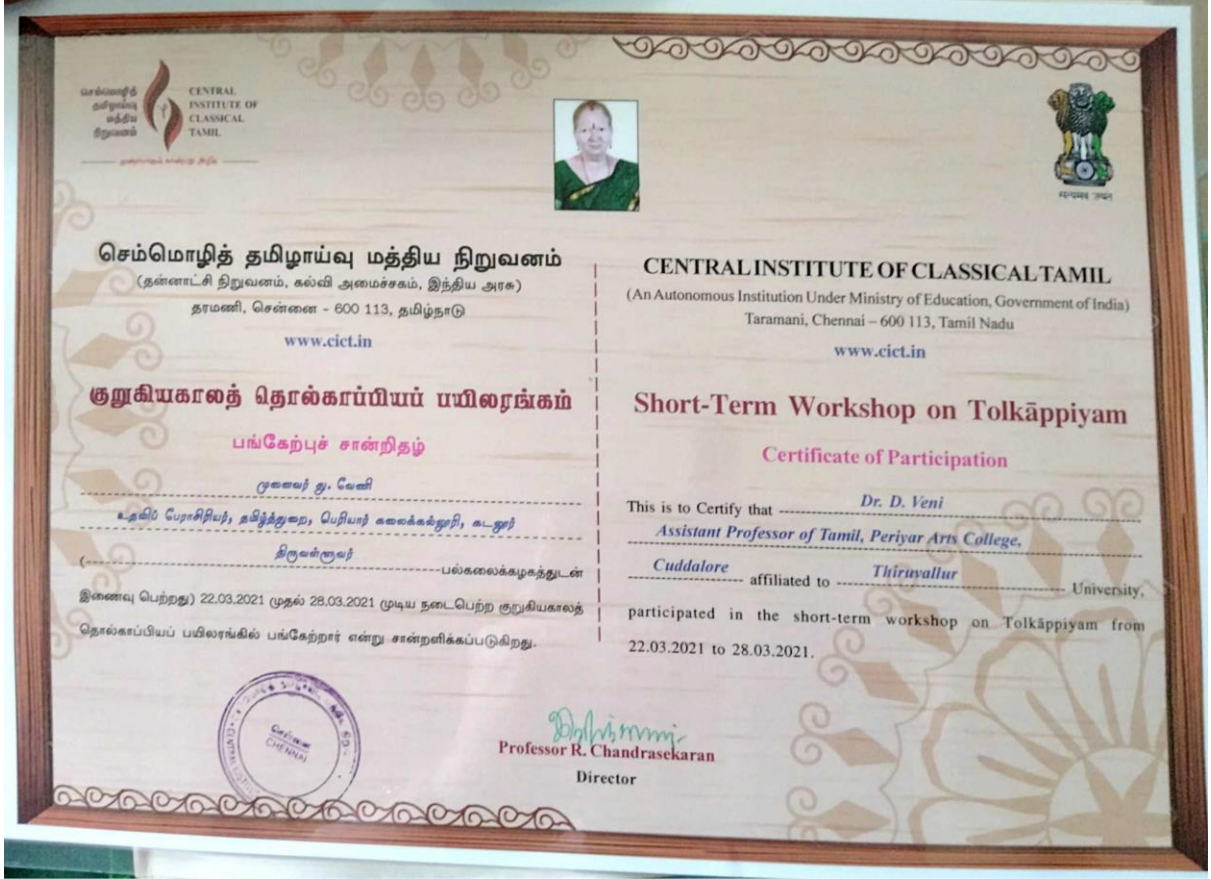 செம்மொழித்
தமிழாய்வு
மத்திய
நிறுவனம்
CENTRAL
INSTITUTE OF
CLASSICAL
TAMIL
सत्यमेव जयते
செம்மொழித் தமிழாய்வு மத்திய நிறுவனம்
(தன்னாட்சி நிறுவனம், கல்வி அமைச்சகம், இந்திய அரசு)
தரமணி, சென்னை - 600 113, தமிழ்நாடு
www.cict.in
குறுகியகாலத் தொல்காப்பியப் பயிலரங்கம்
பங்கேற்புச் சான்றிதழ்
முனைவர் து. வேணி
உதவிப் பேராசிரியர், தமிழ்த்துறை, பெரியார் கலைக்கல்லூரி, கடலூர்
திருவள்ளுவர்
(பல்கலைக்கழகத்துடன்
இணைவு பெற்றது) 22.03.2021 முதல் 28.03.2021 முடிய நடைபெற்ற குறுகியகாலத்
தொல்காப்பியப் பயிலரங்கில் பங்கேற்றார் என்று சான்றளிக்கப்படுகிறது.
CENTRAL INSTITUTE OF CLASSICAL TAMIL
(An Autonomous Institution Under Ministry of Education, Government of India)
Taramani, Chennai – 600 113, Tamil Nadu
www.cict.in
Short-Term Workshop on Tolkāppiyam
Certificate of Participation
This is to Certify that Dr. D. Veni
Assistant Professor of Tamil, Periyar Arts College,
Cuddalore affiliated to Thiruvallur University,
participated in the short-term workshop on Tolkāppiyam from
22.03.2021 to 28.03.2021.
சென்னை
CHENNAI
Professor R. Chandrasekaran
Director